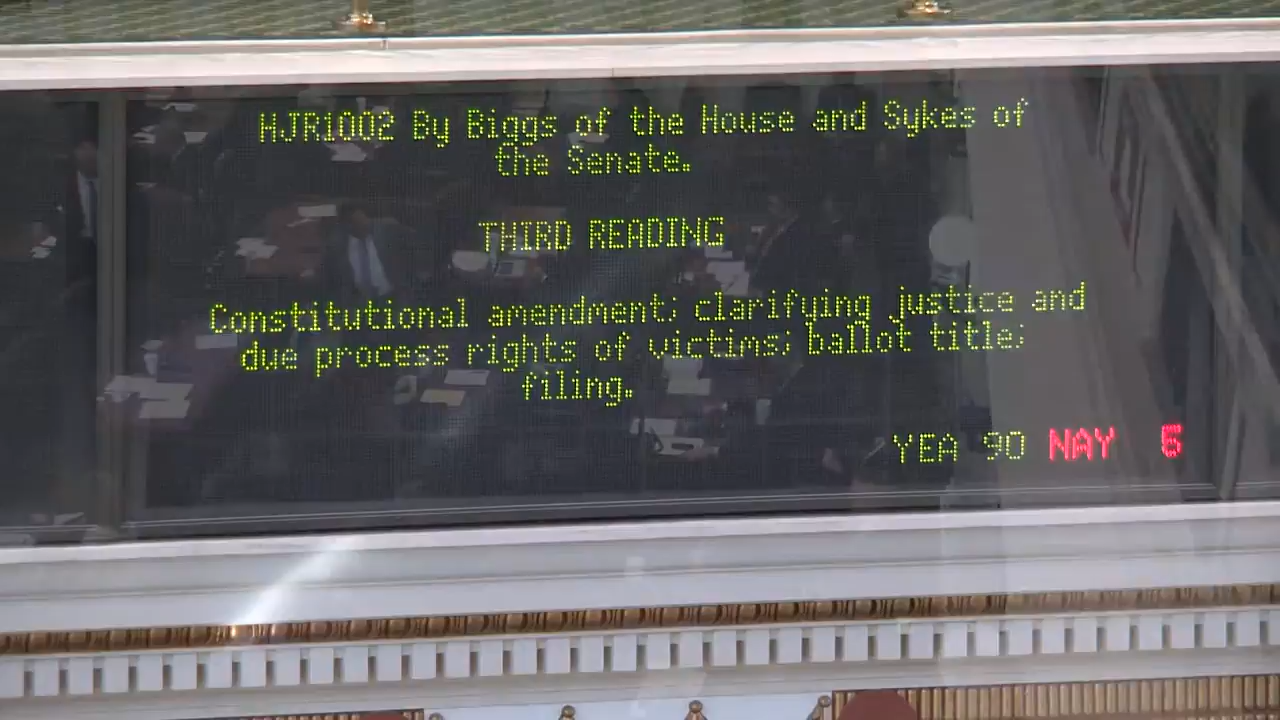 HJR1002 By Biggs of the House and Sykes of
the Senate.
THIRD READING
Constitutional amendment; clarifying justice and
due process rights of victims; ballot title;
filing.
YEA 90 NAY